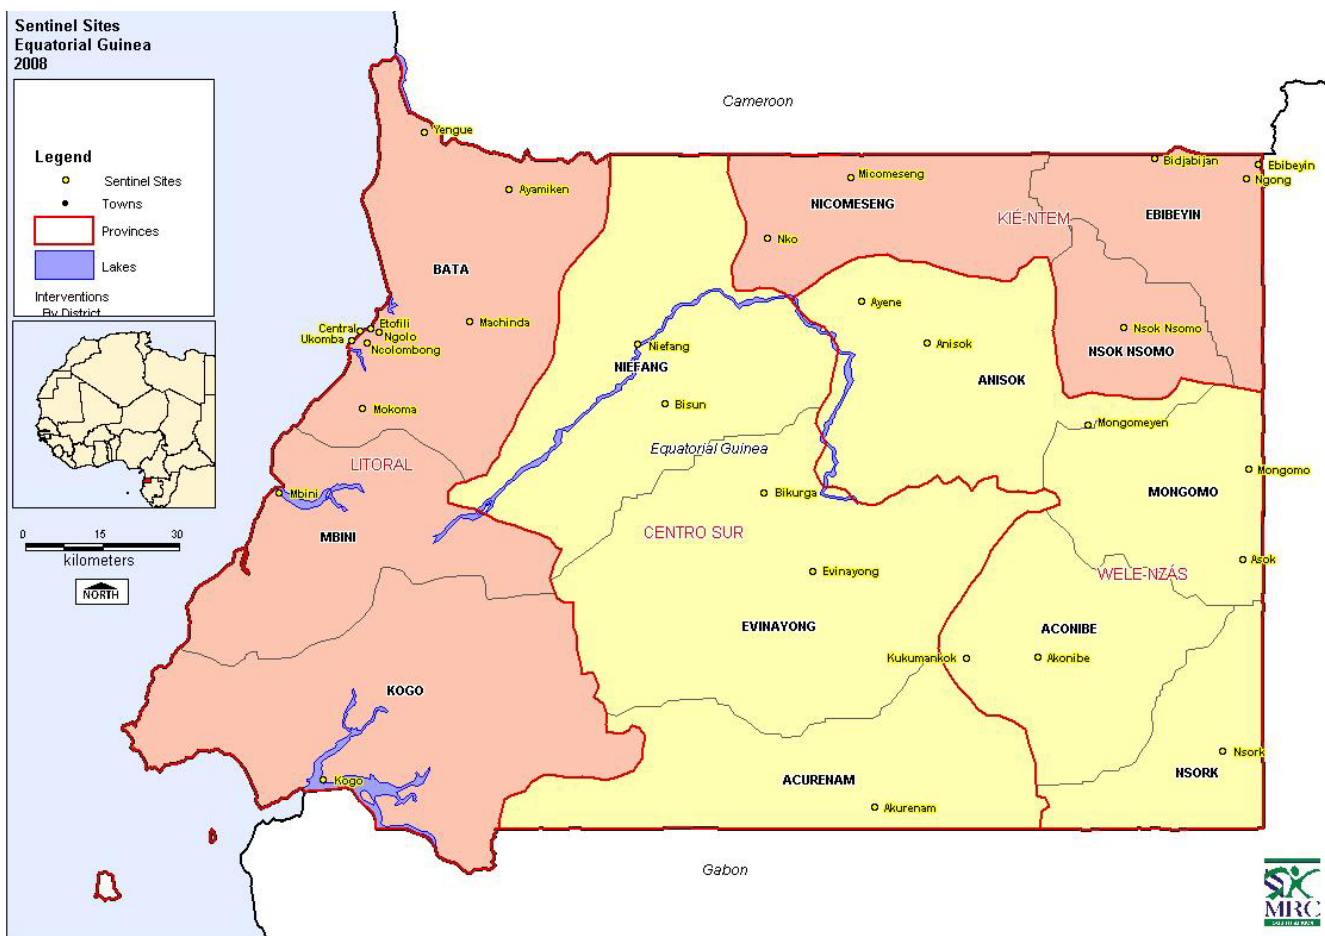 Sentinel Sites
Equatorial Guinea
2008
Legend
Sentinel Sites
Towns
Provinces
Lakes
Interventions
By District
0 15 30
kilometers
NORTH
Cameroon
Yengue
Ayamiken
BATA
Central
Etofili
Ukomba
Ngolo
Ncolombong
Machinda
Mokoma
LITORAL
Mbini
MBINI
KOGO
Kogo
Micomeseng
NICOMESENG
Nko
KIÉ-NTEM
Bidjabijan
Ebibeyin
Ngong
EBIBEYIN
Nsok Nsomo
NSOK NSOMO
Niefang
NIEFANG
Bisun
Equatorial Guinea
Ayene
Anisok
ANISOK
Mongomeyen
Mongomo
MONGOMO
Bikurga
CENTRO SUR
Evinayong
EVINAYONG
Asok
WELE-NZÁS
ACONIBE
Kukumankok
Akonibe
Nsork
NSORK
ACURENAM
Akurenam
Gabon
MRC